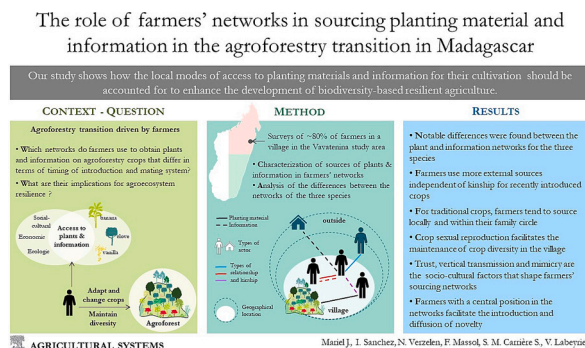 The role of farmers' networks in sourcing planting material and
information in the agroforestry transition in Madagascar
Our study shows how the local modes of access to planting materials and information for their cultivation should be
accounted for to enhance the development of biodiversity-based resilient agriculture.
CONTEXT - QUESTION
Agroforestry transition driven by farmers
• Which networks do farmers use to obtain plants
and information on agroforestry crops that differ in
terms of timing of introduction and mating system?
• What are their implications for agroecosystem
resilience ?
Social-
cultural
Economic
Ecologic
Access to
plants &
information
banana
clove
vanilla
Adapt and
change crops
Maintain
diversity
Agroforest
METHOD
Surveys of ~80% of farmers in a
village in the Vavatenina study area
• Characterization of sources of plants &
information in farmers' networks
• Analysis of the differences between the
networks of the three species
Planting material
Information
Types of
actor
Types of
relationship
and kinship
Geographical
location
outside
village
RESULTS
• Notable differences were found between the
plant and information networks for the three
species
• Farmers use more external sources
independent of kinship for recently introduced
crops
• For traditional crops, farmers tend to source
locally and within their family circle
• Crop sexual reproduction facilitates the
maintenance of crop diversity in the village
• Trust, vertical transmission and mimicry are
the socio-cultural factors that shape farmers'
sourcing networks
• Farmers with a central position in the
networks facilitate the introduction and
diffusion of novelty
AGRICULTURAL SYSTEMS
Mariel J., I. Sanchez, N. Verzelen, F. Massol, S. M. Carrière S., V. Labeyrie